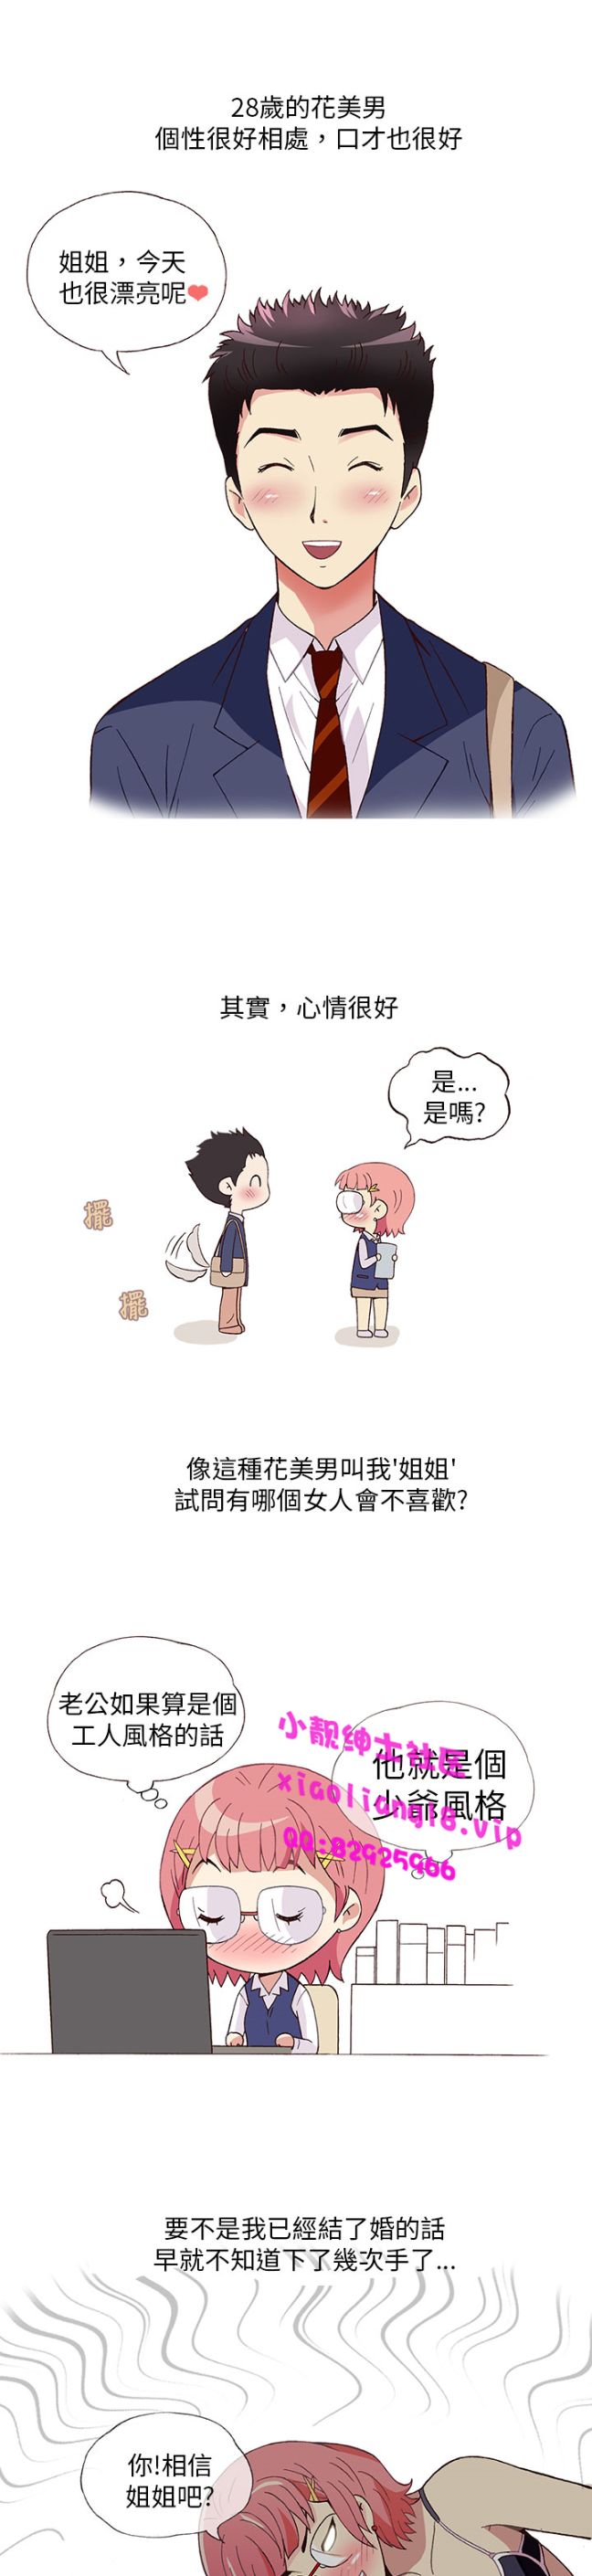 28歲的花美男
個性很好相處，口才也很好
姐姐，今天
也很漂亮呢❤
其實，心情很好
是...
是嗎?
擺
擺
像這種花美男叫我'姐姐'
試問有哪個女人會不喜歡?
老公如果算是個
工人風格的話
他就是個
少爺風格
小靓绅士社区
xiaoliang18.vip
QQ:82925966
要不是我已經結了婚的話
早就不知道下了幾次手了...
你!相信
姐姐吧?